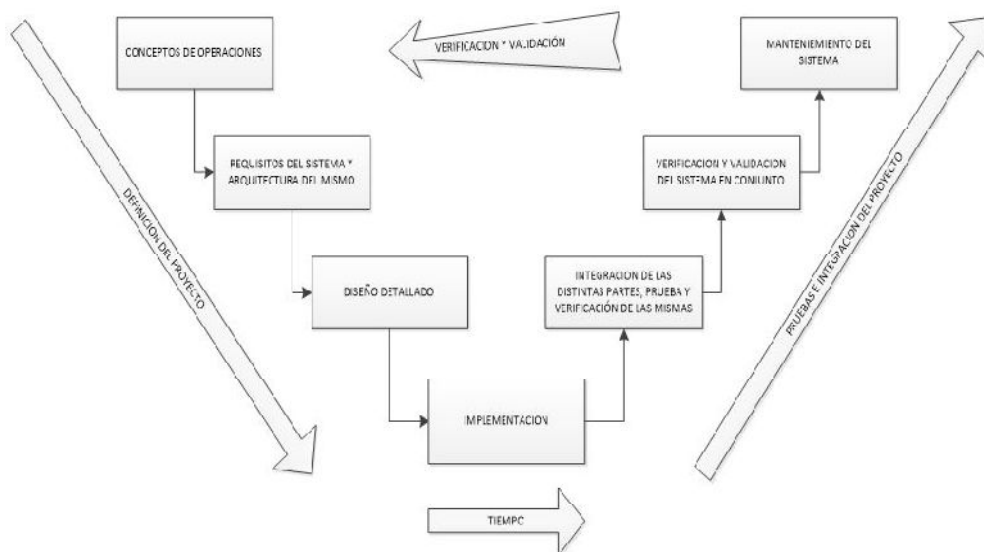 CONCEPTOS DE OPERACIONES
VERIFICACION Y VALIDACIÓN
MANTENIEMIENTO DEL
SISTEMA
REQUISITOS DEL SISTEMA Y
ARQUITECTURA DEL MISMO
VERIFICACION Y VALIDACION
DEL SISTEMA EN CONJUNTO
DEFINICION DEL PROYECTO
DISEÑO DETALLADO
INTEGRACION DE LAS
DISTINTAS PARTES, PRUEBA Y
VERIFICACIÓN DE LAS MISMAS
PRUEBAS E INTEGRACION DEL PROYECTO
IMPLEMENTACION
TIEMPO